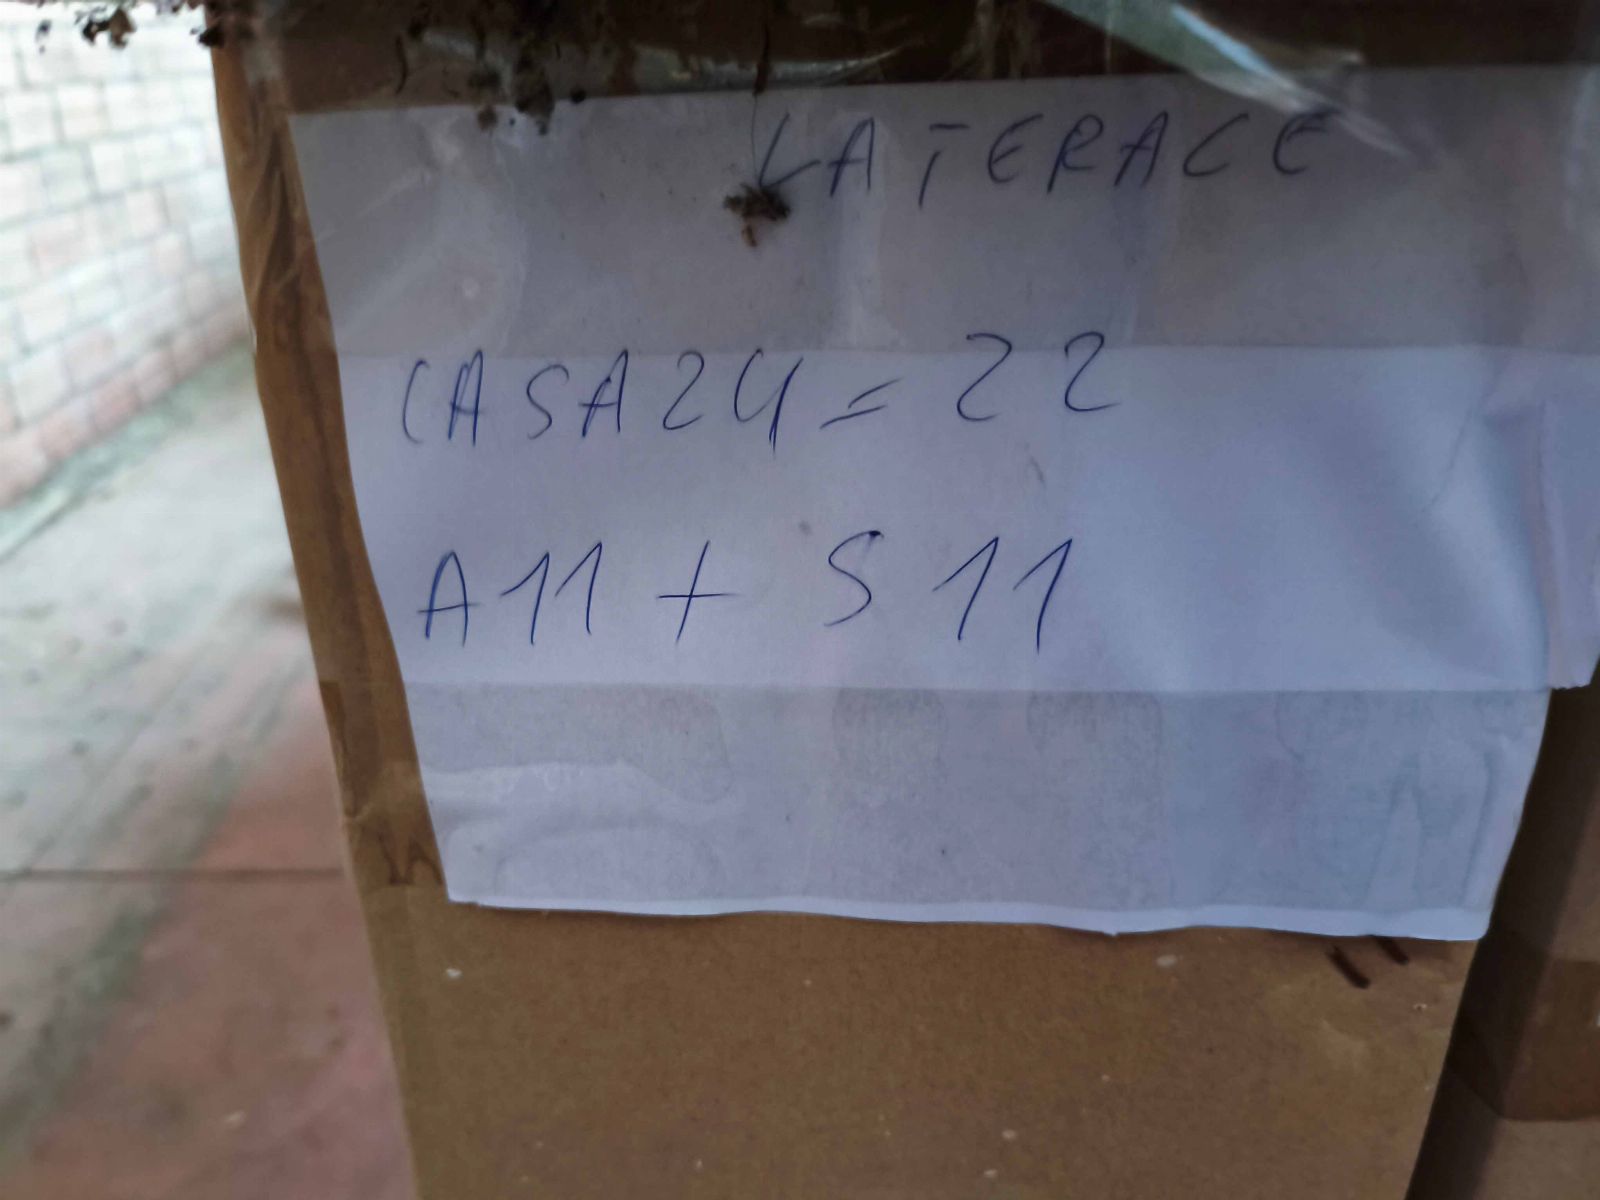 LATERACE
CASA24 = 22
A11 + S11